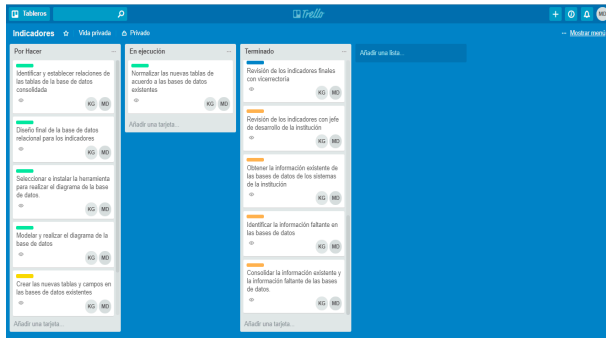 Tableros
Trello
MD
Indicadores
Vida privada
Privado
··· Mostrar menú
Por Hacer
···
Identificar y establecer relaciones de
las tablas de la base de datos
consolidada
KG MD
Diseño final de la base de datos
relacional para los indicadores
KG MD
Seleccionar e instalar la herramienta
para realizar el diagrama de la base
de datos.
KG MD
Modelar y realizar el diagrama de la
base de datos
KG MD
Crear las nuevas tablas y campos en
las bases de datos existentes.
KG MD
Añadir una tarjeta...
En ejecución
···
Normalizar las nuevas tablas de
acuerdo a las bases de datos
existentes
KG MD
Añadir una tarjeta...
Terminado
···
Revisión de los indicadores finales
con vicerrectoría
KG MD
Revisión de los indicadores con jefe
de desarrollo de la institución
KG MD
Obtener la información existente de
las bases de datos de los sistemas
de la institución
KG MD
Identificar la información faltante en
las bases de datos
KG MD
Consolidar la información existente y
la información faltante de las bases
de datos.
KG MD
Añadir una tarjeta...
Añadir una lista...